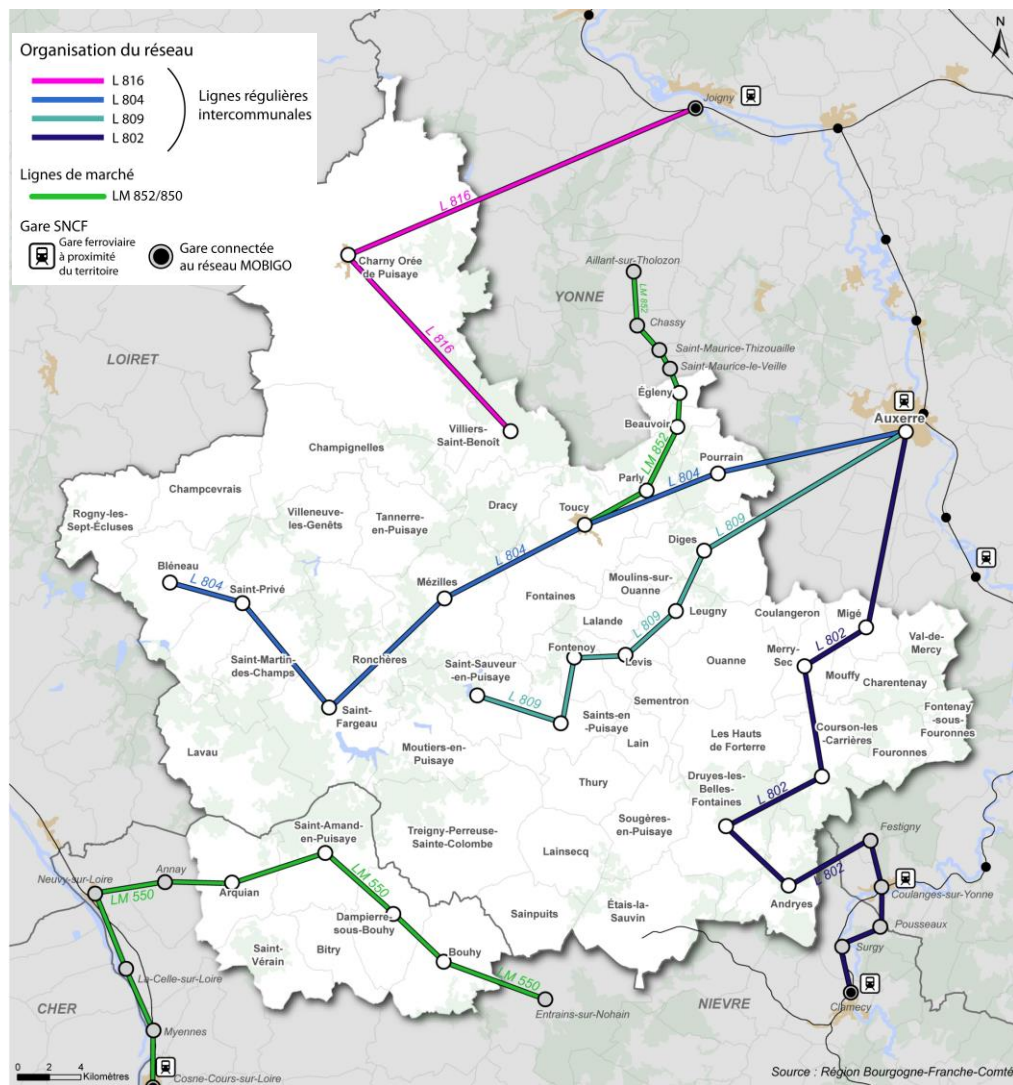 Organisation du réseau
L 816
L 804
L 809
L 802
Lignes régulières
intercommunales
Lignes de marché
LM 852/850
Gare SNCF
Gare ferroviaire
à proximité
du territoire
Gare connectée
au réseau MOBIGO
N
Joigny
L 816
Charny Orée
de Puisaye
Aillant-sur-Tholozon
YONNE
LM 852
Chassy
Saint-Maurice-Thizouaille
Saint-Maurice-le-Veille
LOIRET
L 816
Égleny
Auxerre
Beauvoir
Villiers-
Saint-Benoît
Champignelles
LM 852
Pourrain
L 804
Parly
Champcevrais
Rogny-les-
Sept-Écluses
Villeneuve-
les-Genêts
Tannerre-
en-Puisaye
Dracy
Toucy
L 809
Diges
L 804
Bléneau
L 804
Saint-Privé
Mézilles
Fontaines
Moulins-sur-
Ouanne
Leugny
Coulangeron
Migé
Lalande
L 809
L 802
Val-de-
Mercy
Fontenoy
Levis
Saint-Martin-
des-Champs
Ronchères
Saint-Sauveur
-en-Puisaye
Ouanne
Merry-
Sec
Mouffy
Charentenay
L 809
Sementron
Saint-
Fargeau
Saints-en
-Puisaye
Fontenay
-sous-
Fouronnes
Courson-les
-Carrières
Les Hauts
de Forterre
Lain
Lavau
Moutiers-en-
Puisaye
Fouronnes
Thury
Druyes-les-
Belles-
Fontaines
L 802
Saint-Amand-
en-Puisaye
Treigny-Perreuse-
Sainte-Colombe
Sougères-
en-Puisaye
Festigny
Lainsecq
Annay
Neuvy-sur-Loire
LM 550
Arquian
LM 550
L 802
Coulanges-sur-Yonne
Andryes
Dampierre-
sous-Bouhy
Sainpuits
Étais-la-
Sauvin
Pousseaux
Saint-
Vérain
Bitry
Bouhy
Surgy
La-Celle-sur-Loire
LM 550
CHER
Entrains-sur-Nohain
NIEVRE
Clamecy
Myennes
0 2 4
Kilomètres
Cosne-Cours-sur-Loire
Source : Région Bourgogne-Franche-Comté